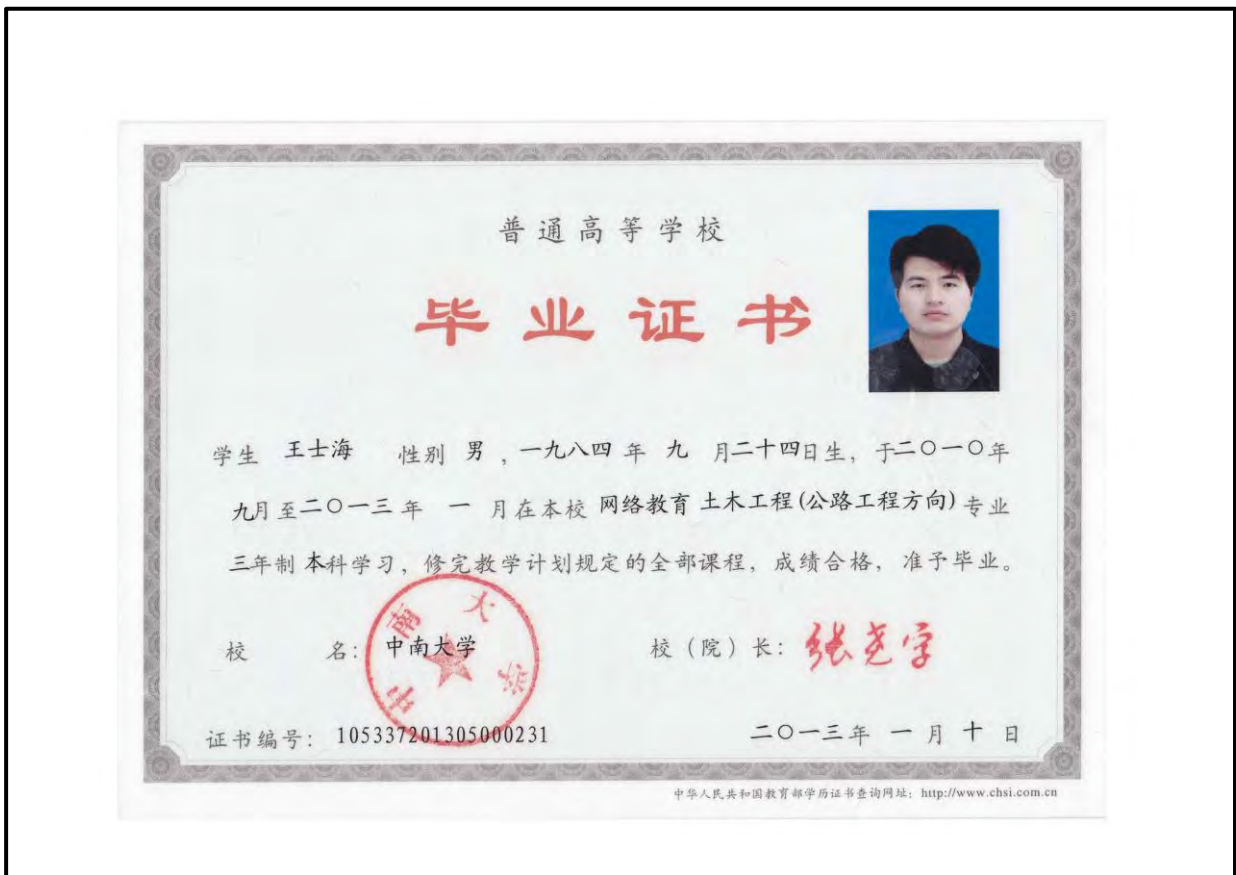 普通高等学校
毕业证书
学生 王士海 性别 男 ，一九八四 年 九 月二十四日生，于二〇一〇年
九月至二〇一三 年 一 月在本校 网络教育 土木工程(公路工程方向) 专业
三年制 本科学习，修完教学计划规定的全部课程，成绩合格，准予毕业。
中南大学
校 名：中南大学 校（院）长：张尧学
证书编号：105337201305000231 二〇一三年 一 月 十 日
中华人民共和国教育部学历证书查询网址：http://www.chsi.com.cn